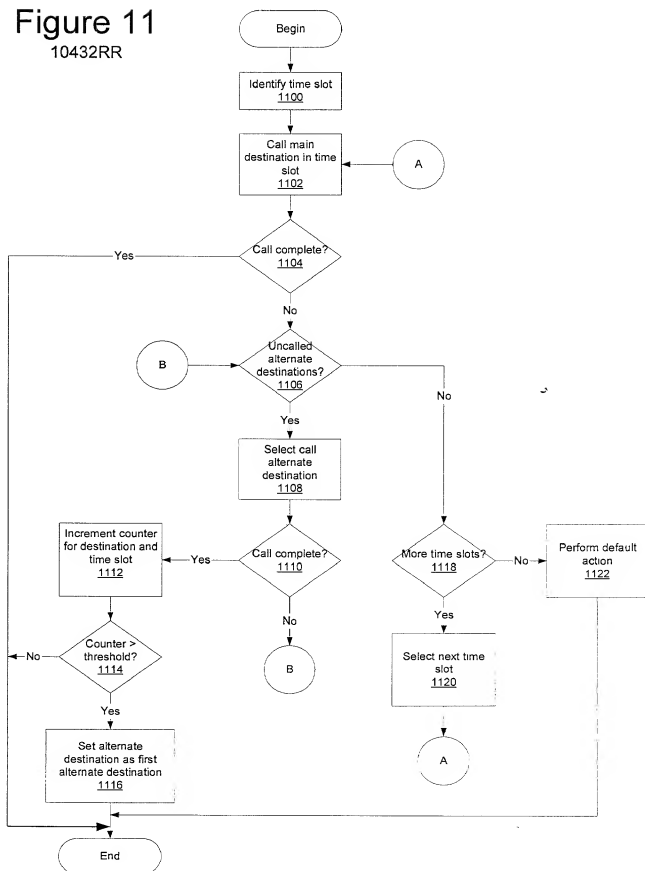 Figure 11
10432RR
Begin
Identify time slot
1100
Call main
destination in time
slot
1102
A
Call complete?
1104
Yes
No
B
Uncalled
alternate
destinations?
1106
No
Yes
Select call
alternate
destination
1108
Increment counter
for destination and
time slot
1112
Yes
Call complete?
1110
More time slots?
1118
No
Perform default
action
1122
No
Yes
Counter >
threshold?
1114
No
B
Select next time
slot
1120
Yes
Set alternate
destination as first
alternate destination
1116
A
End